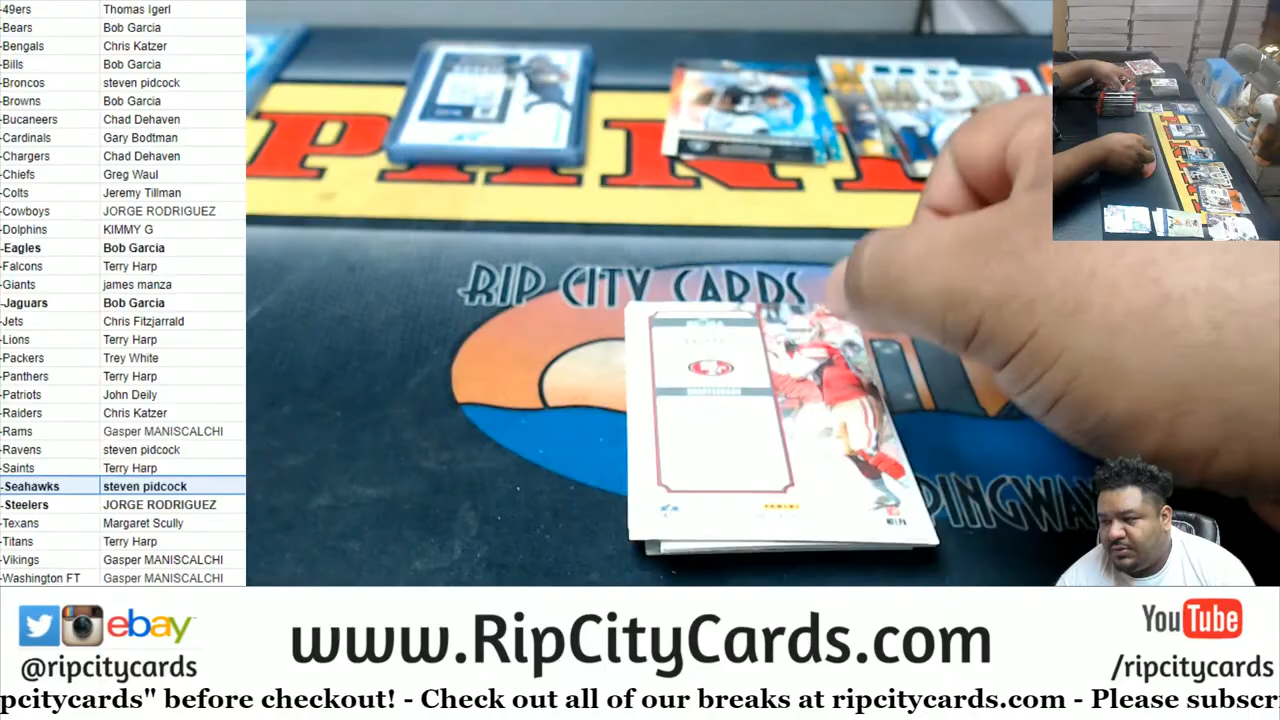 -49ers Thomas Igerl
-Bears Bob Garcia
-Bengals Chris Katzer
-Bills Bob Garcia
-Broncos steven pidcock
-Browns Bob Garcia
-Bucaneers Chad Dehaven
-Cardinals Gary Bodtman
-Chargers Chad Dehaven
-Chiefs Greg Waul
-Colts Jeremy Tillman
-Cowboys JORGE RODRIGUEZ
-Dolphins KIMMY G
-Eagles Bob Garcia
-Falcons Terry Harp
-Giants james manza
-Jaguars Bob Garcia
-Jets Chris Fitzjarrald
-Lions Terry Harp
-Packers Trey White
-Panthers Terry Harp
-Patriots John Deily
-Raiders Chris Katzer
-Rams Gasper MANISCALCHI
-Ravens steven pidcock
-Saints Terry Harp
-Seahawks steven pidcock
-Steelers JORGE RODRIGUEZ
-Texans Margaret Scully
-Titans Terry Harp
-Vikings Gasper MANISCALCHI
-Washington FT Gasper MANISCALCHI
RIP CITY CARDS
ebay
@ripcitycards
www.RipCityCards.com
YouTube
/ripcitycards
pcitycards" before checkout! - Check out all of our breaks at ripcitycards.com - Please subscr